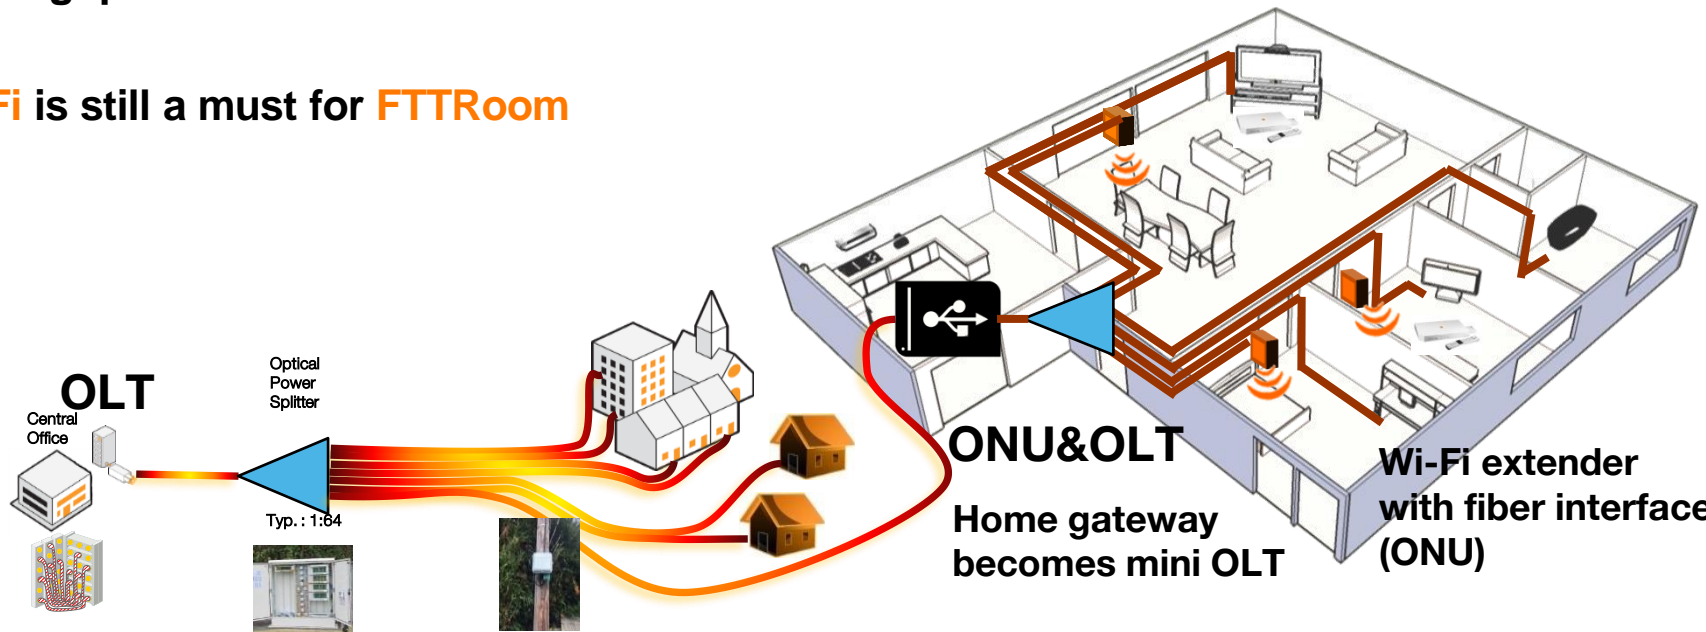 Fi is still a must for FTTRoom
OLT
Central
Office
Optical
Power
Splitter
Typ. : 1:64
ONU&OLT
Home gateway
becomes mini OLT
Wi-Fi extender
with fiber interface
(ONU)